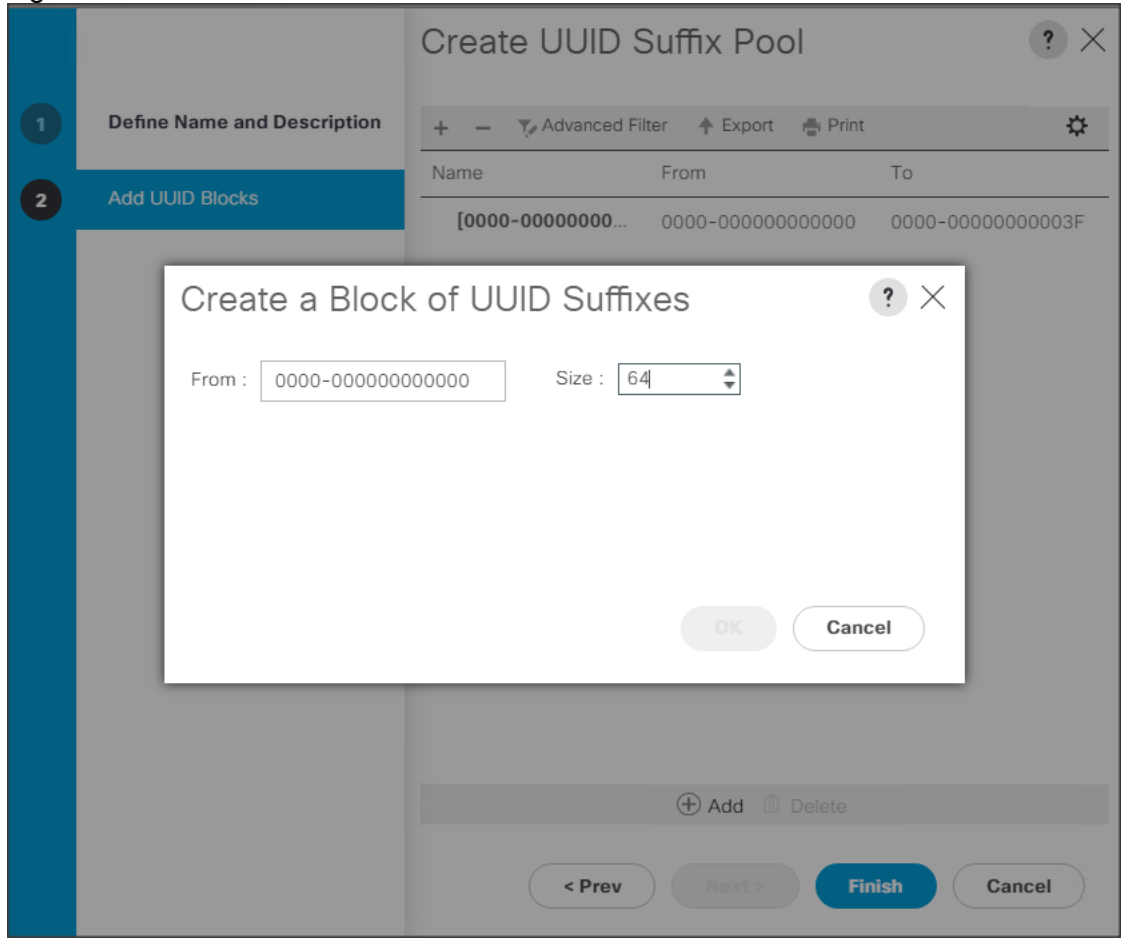 Create UUID Suffix Pool ?
1 Define Name and Description
2 Add UUID Blocks
+ − Advanced Filter Export Print
Name From To
[0000-00000000... 0000-000000000000 0000-00000000003F
Create a Block of UUID Suffixes ?
From : 0000-000000000000 Size : 64
OK Cancel
Add Delete
< Prev Next > Finish Cancel